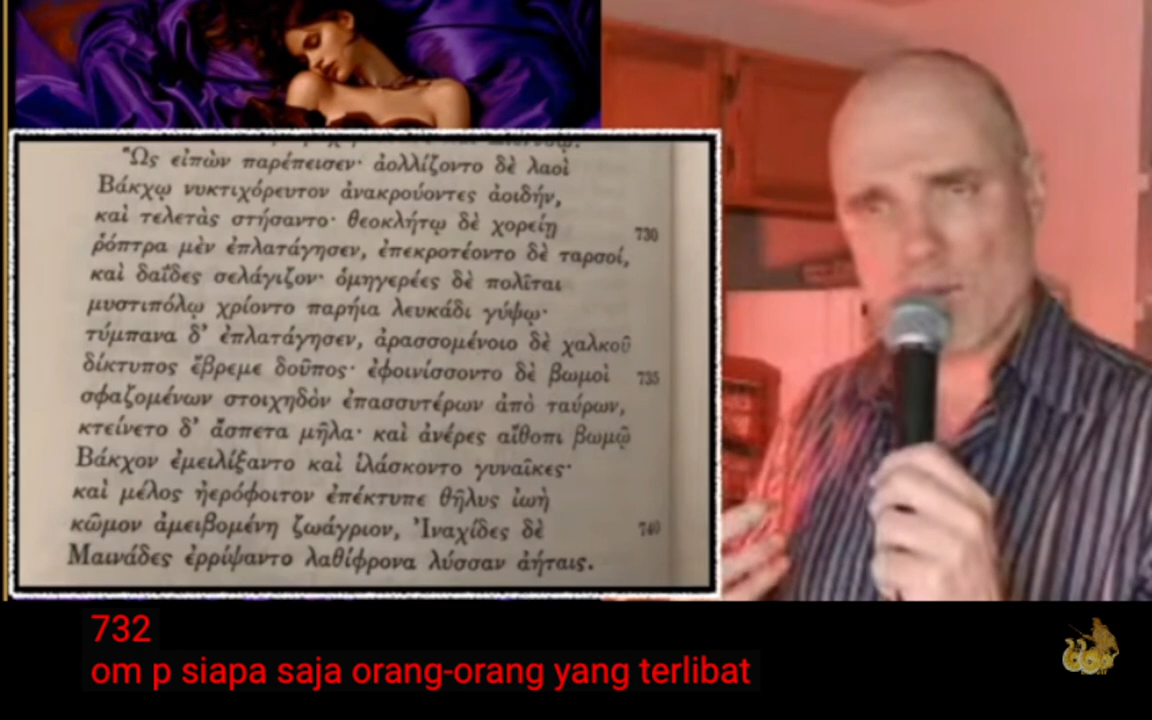 Ὣς εἰπὼν παρέπεισεν· ἀολλίζοντο δὲ λαοὶ
Βάκχῳ νυκτιχόρευτον ἀνακρούοντες ἀοιδήν,
καὶ τελετὰς στήσαντο· θεοκλήτῳ δὲ χορείῃ
730
ῥόπτρα μὲν ἐπλατάγησεν, ἐπεκροτέοντο δὲ ταρσοί,
καὶ δαΐδες σελάγιζον· ὁμηγερέες δὲ πολῖται
μυστιπόλῳ χρίοντο παρήια λευκάδι γύψῳ·
τύμπανα δ' ἐπλατάγησεν, ἀρασσομένοιο δὲ χαλκοῦ
δίκτυπος ἔβρεμε δοῦπος· ἐφοινίσσοντο δὲ βωμοὶ 735
σφαζομένων στοιχηδὸν ἐπασσυτέρων ἀπὸ ταύρων,
κτείνετο δ' ἄσπετα μῆλα· καὶ ἀνέρες αἴθοπι βωμῷ
Βάκχον ἐμειλίξαντο καὶ ἱλάσκοντο γυναῖκες·
καὶ μέλος ἠερόφοιτον ἐπέκτυπε θῆλυς ἰωὴ
κῶμον ἀμειβομένη ζωάγριον, Ἰναχίδες δὲ 740
Μαινάδες ἐρρίψαντο λαθίφρονα λύσσαν ἀήταις.
732
om p siapa saja orang-orang yang terlibat